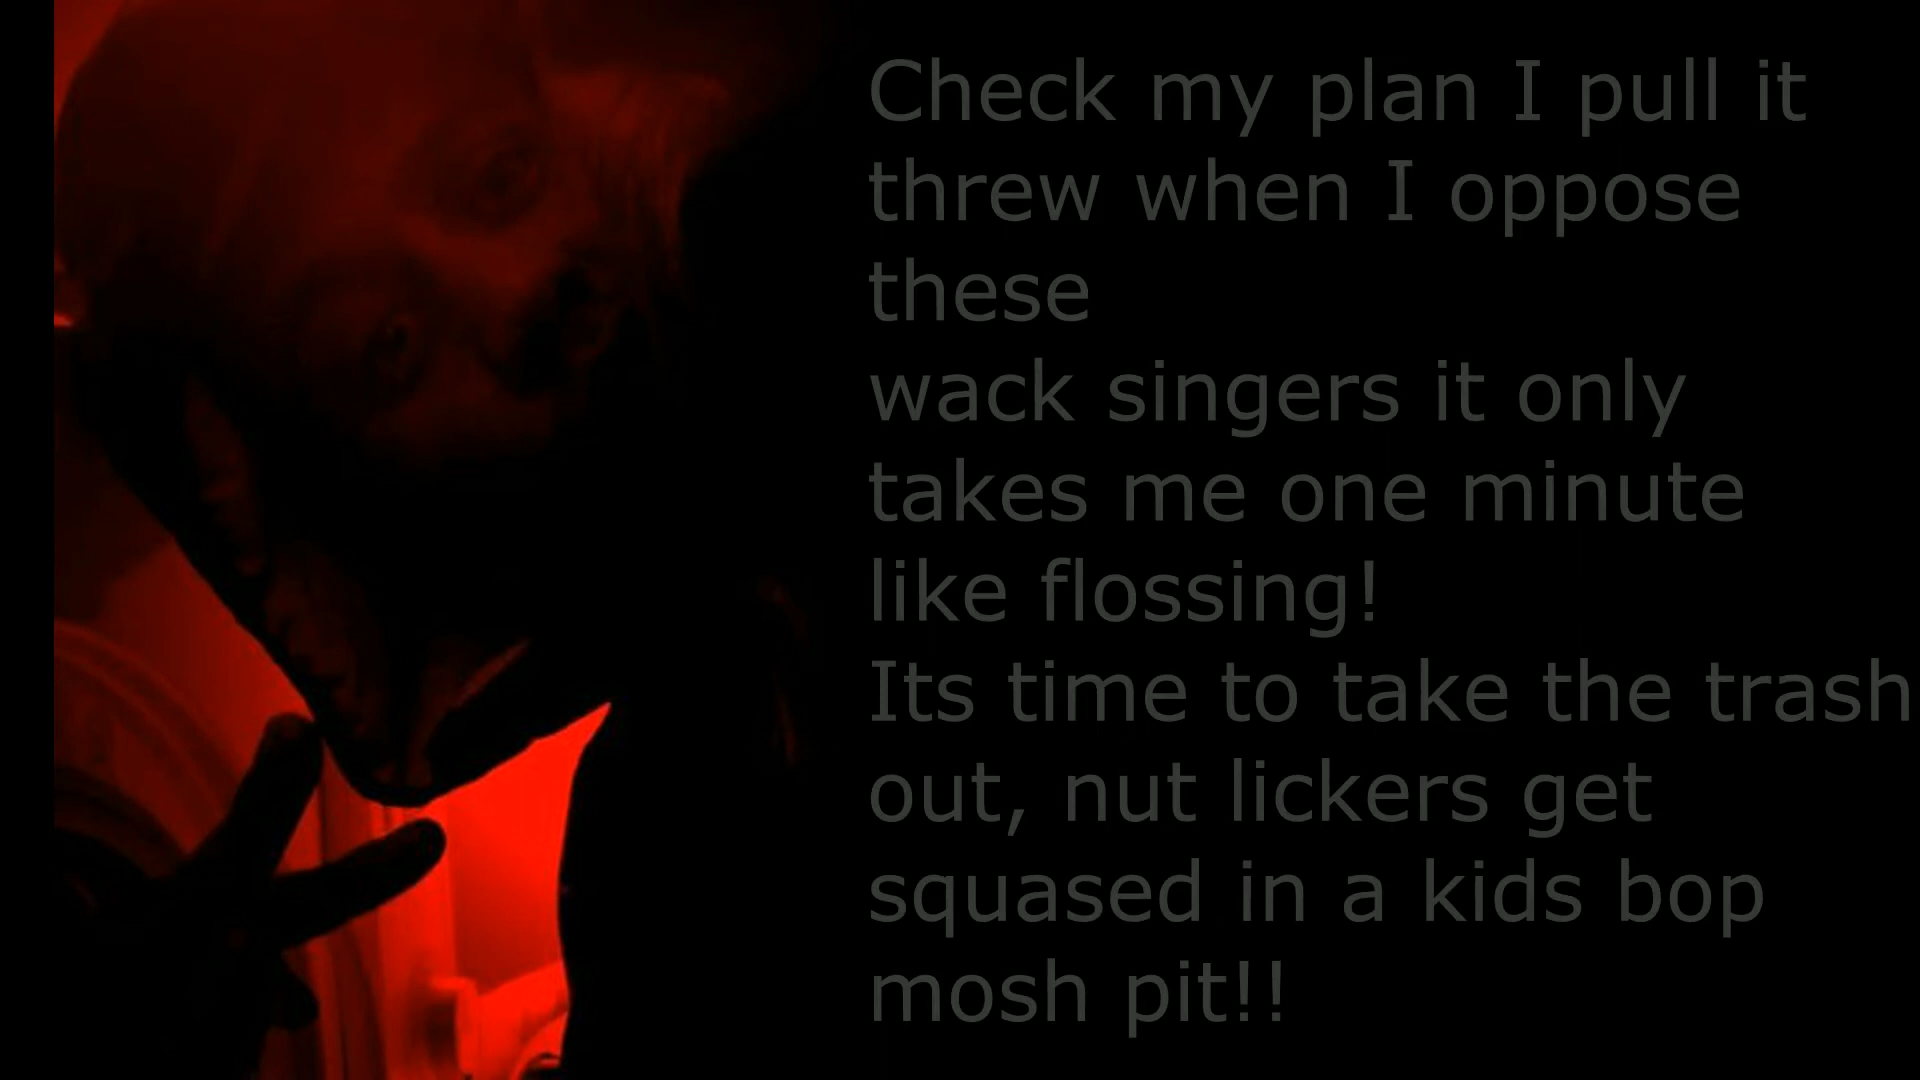 Check my plan I pull it
threw when I oppose
these
wack singers it only
takes me one minute
like flossing!
Its time to take the trash
out, nut lickers get
squased in a kids bop
mosh pit!!